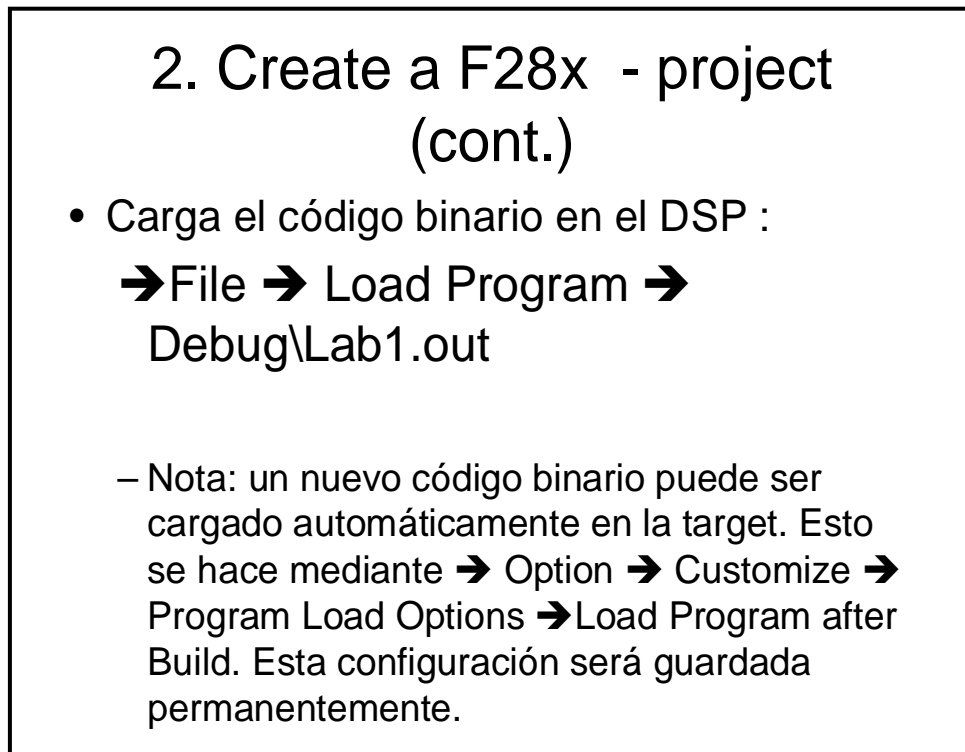 2. Create a F28x - project
(cont.)
• Carga el código binario en el DSP :
➔File ➔ Load Program ➔
Debug\Lab1.out
– Nota: un nuevo código binario puede ser
cargado automáticamente en la target. Esto
se hace mediante ➔ Option ➔ Customize ➔
Program Load Options ➔Load Program after
Build. Esta configuración será guardada
permanentemente.